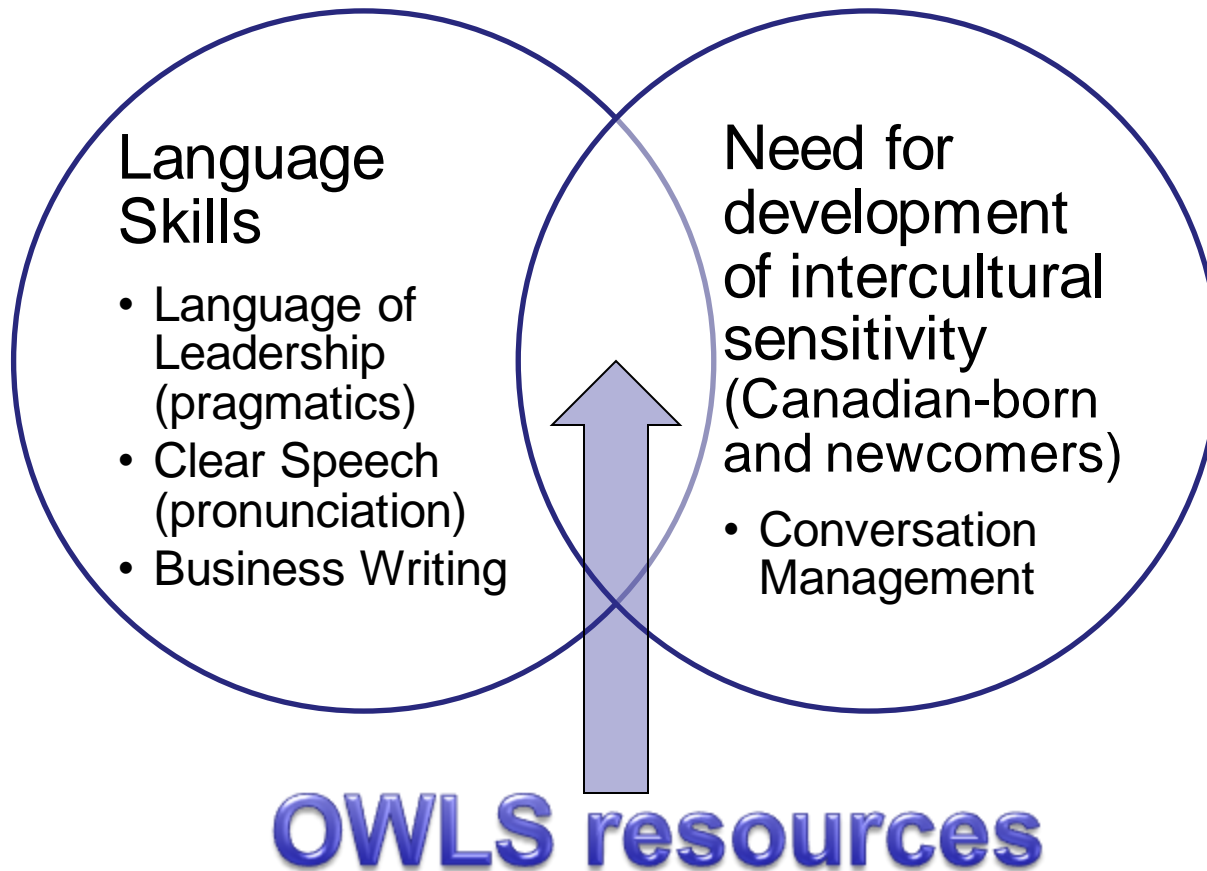 Language
Skills
• Language of
Leadership
(pragmatics)
• Clear Speech
(pronunciation)
• Business Writing
Need for
development
of intercultural
sensitivity
(Canadian-born
and newcomers)
• Conversation
Management
OWLS resources